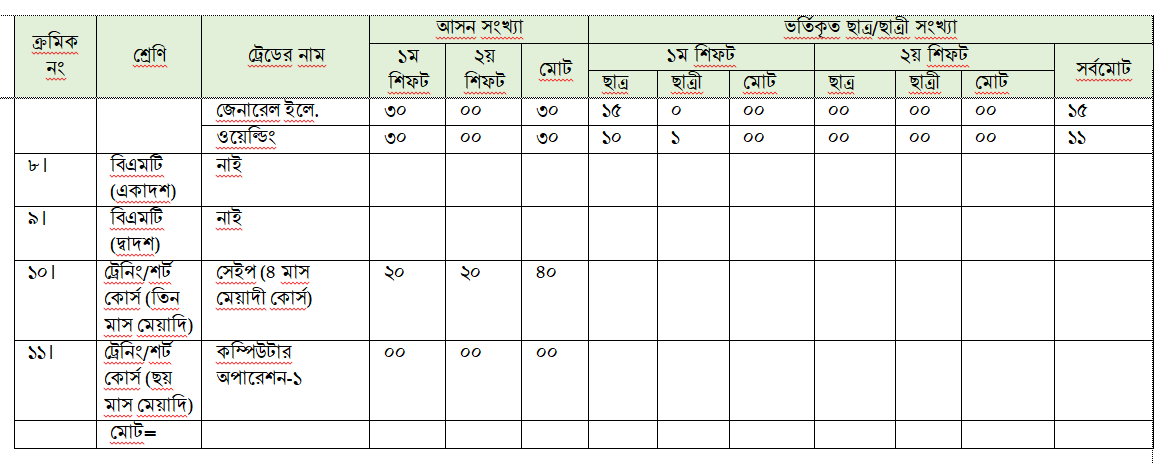 ক্রমিক নং শ্রেণি ট্রেডের নাম আসন সংখ্যা ভর্তিকৃত ছাত্র/ছাত্রী সংখ্যা
১ম শিফট ২য় শিফট মোট ১ম শিফট ২য় শিফট সর্বমোট
ছাত্র ছাত্রী মোট ছাত্র ছাত্রী মোট
জেনারেল ইলে. ৩০ ০০ ৩০ ১৫ ০ ০০ ০০ ০০ ০০ ১৫
ওয়েল্ডিং ৩০ ০০ ৩০ ১০ ১ ০০ ০০ ০০ ০০ ১১
৮। বিএমটি নাই
(একাদশ)
৯। বিএমটি নাই
(দ্বাদশ)
১০। ট্রেনিং/শর্ট সেইপ (৪ মাস ২০ ২০ ৪০
কোর্স (তিন মেয়াদী কোর্স)
মাস মেয়াদি)
১১। ট্রেনিং/শর্ট কম্পিউটার ০০ ০০ ০০
কোর্স (ছয় অপারেশন-১
মাস মেয়াদি)
মোট=